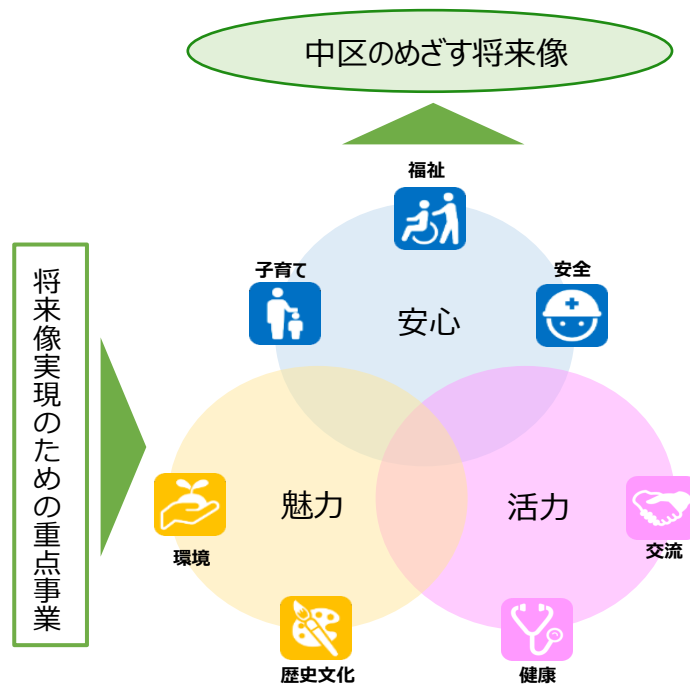 中区のめざす将来像
福祉
子育て
安全
安心
将来像実現のための重点事業
魅力
活力
環境
交流
歴史文化
健康